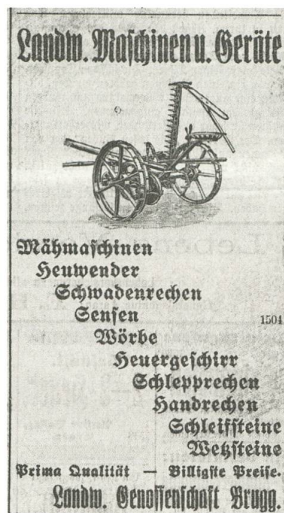 Landw. Maschinen u. Geräte
Mähmaschinen
Heuwender
Schwadenrechen
Sensen
1504
Wörbe
Heuergeschirr
Schlepprechen
Handrechen
Schleifsteine
Wetzsteine
Prima Qualität — Billigste Preise.
Landw. Genossenschaft Brugg.